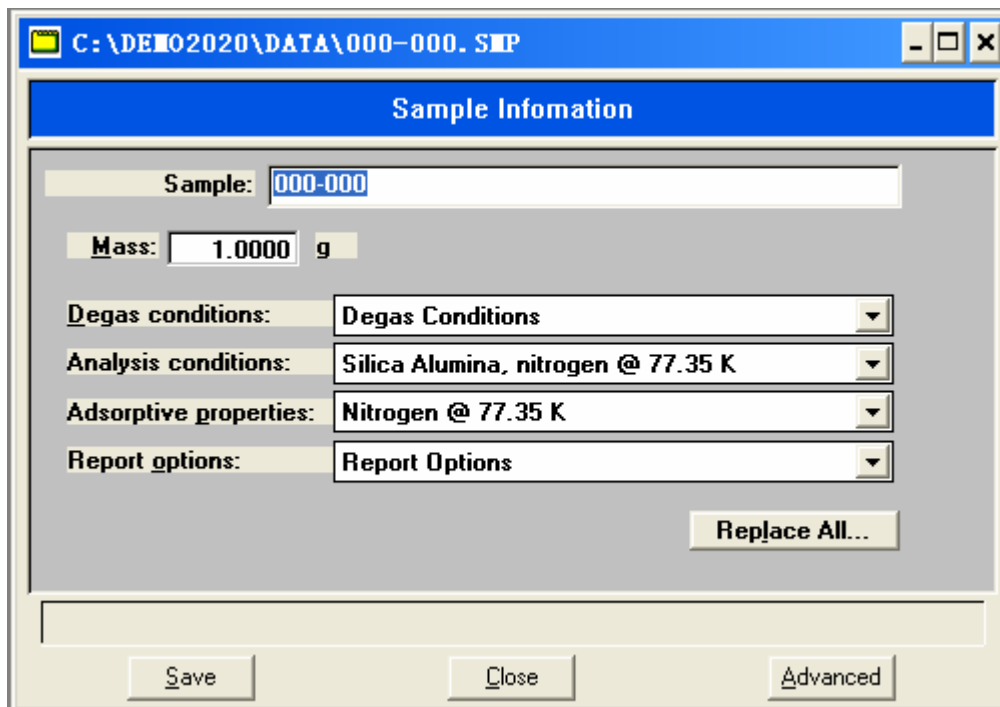 C:\DEMO2020\DATA\000-000.SMP
Sample Infomation
Sample: 000-000
Mass: 1.0000 g
Degas conditions: Degas Conditions
Analysis conditions: Silica Alumina, nitrogen @ 77.35 K
Adsorptive properties: Nitrogen @ 77.35 K
Report options: Report Options
Replace All...
Save Close Advanced